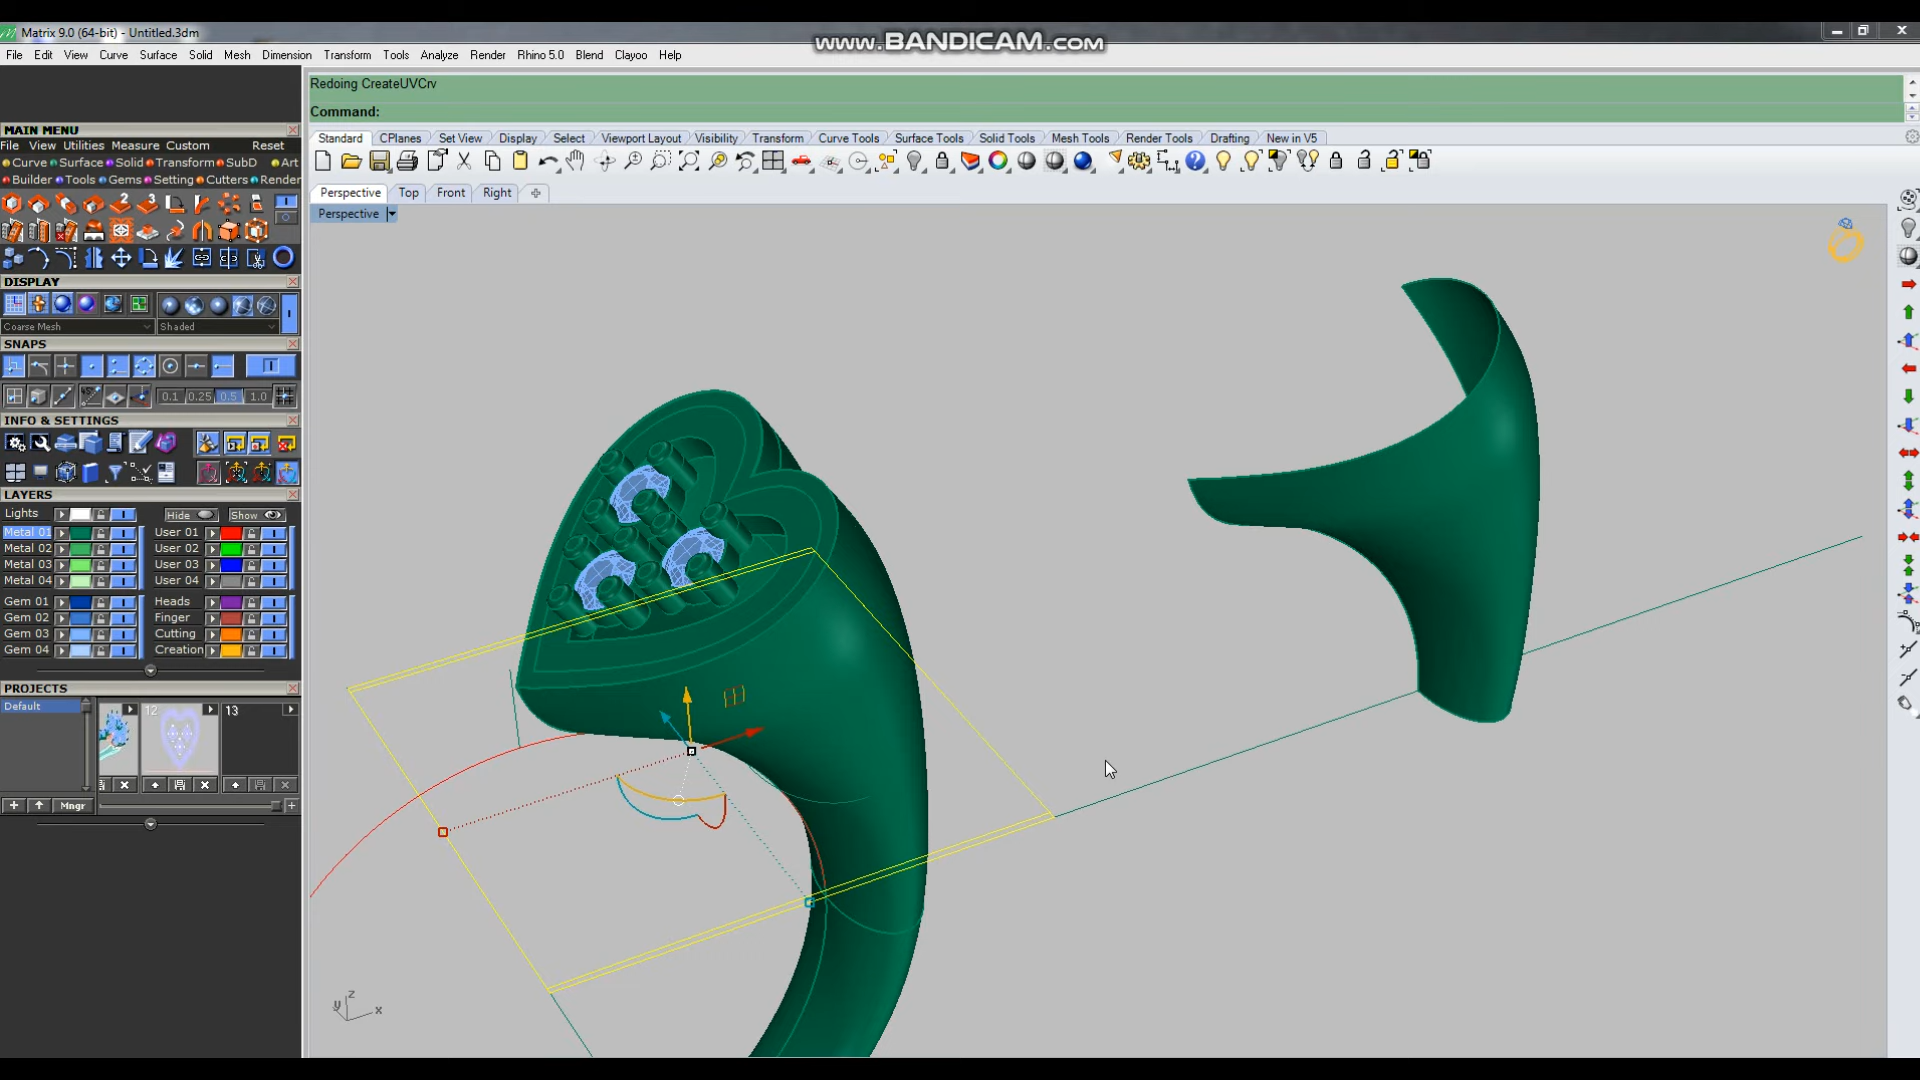 Matrix 9.0 (64-bit) - Untitled.3dm
www.BANDICAM.com
File Edit View Curve Surface Solid Mesh Dimension Transform Tools Analyze Render Rhino 5.0 Blend Clayoo Help
Redoing CreateUVCrv
Command:
Standard CPlanes Set View Display Select Viewport Layout Visibility Transform Curve Tools Surface Tools Solid Tools Mesh Tools Render Tools Drafting New in V5
Perspective Top Front Right
Perspective
MAIN MENU
File View Utilities Measure Custom Reset
Curve Surface Solid Transform SubD Art
Builder Tools Gems Setting Cutters Render
2 3
DISPLAY
Coarse Mesh Shaded
SNAPS
0.1 0.25 0.5 1.0
INFO & SETTINGS
LAYERS
Lights Hide Show
Metal 01 User 01
Metal 02 User 02
Metal 03 User 03
Metal 04 User 04
Gem 01 Heads
Gem 02 Finger
Gem 03 Cutting
Gem 04 Creation
PROJECTS
Default 12 13
Mngr
z
y x